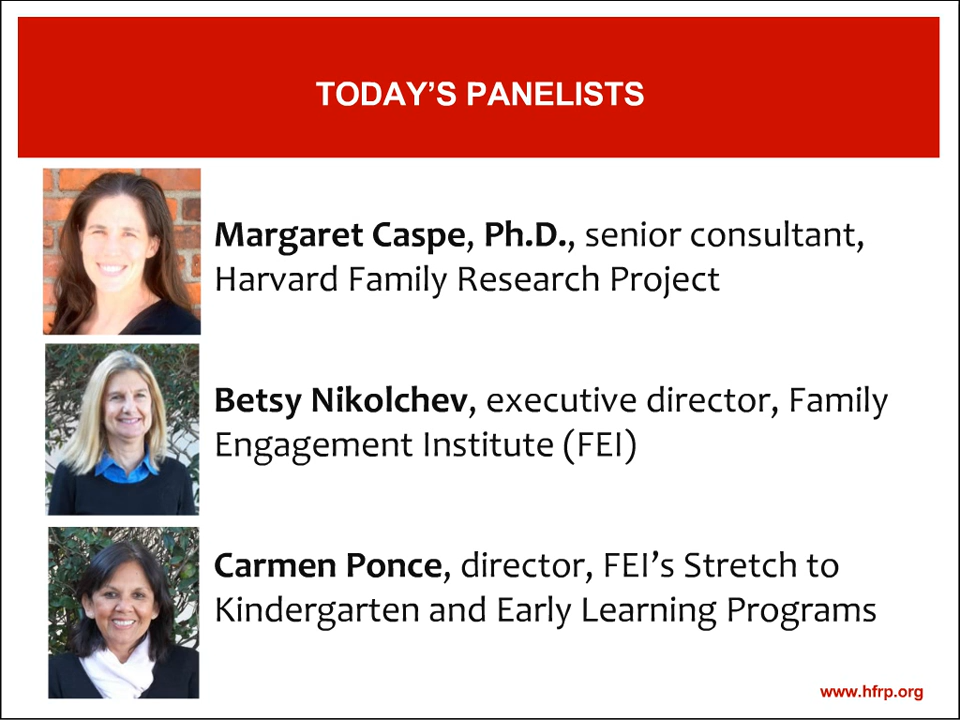 TODAY’S PANELISTS
Margaret Caspe, Ph.D., senior consultant,
Harvard Family Research Project
Betsy Nikolchev, executive director, Family
Engagement Institute (FEI)
Carmen Ponce, director, FEI’s Stretch to
Kindergarten and Early Learning Programs
www.hfrp.org